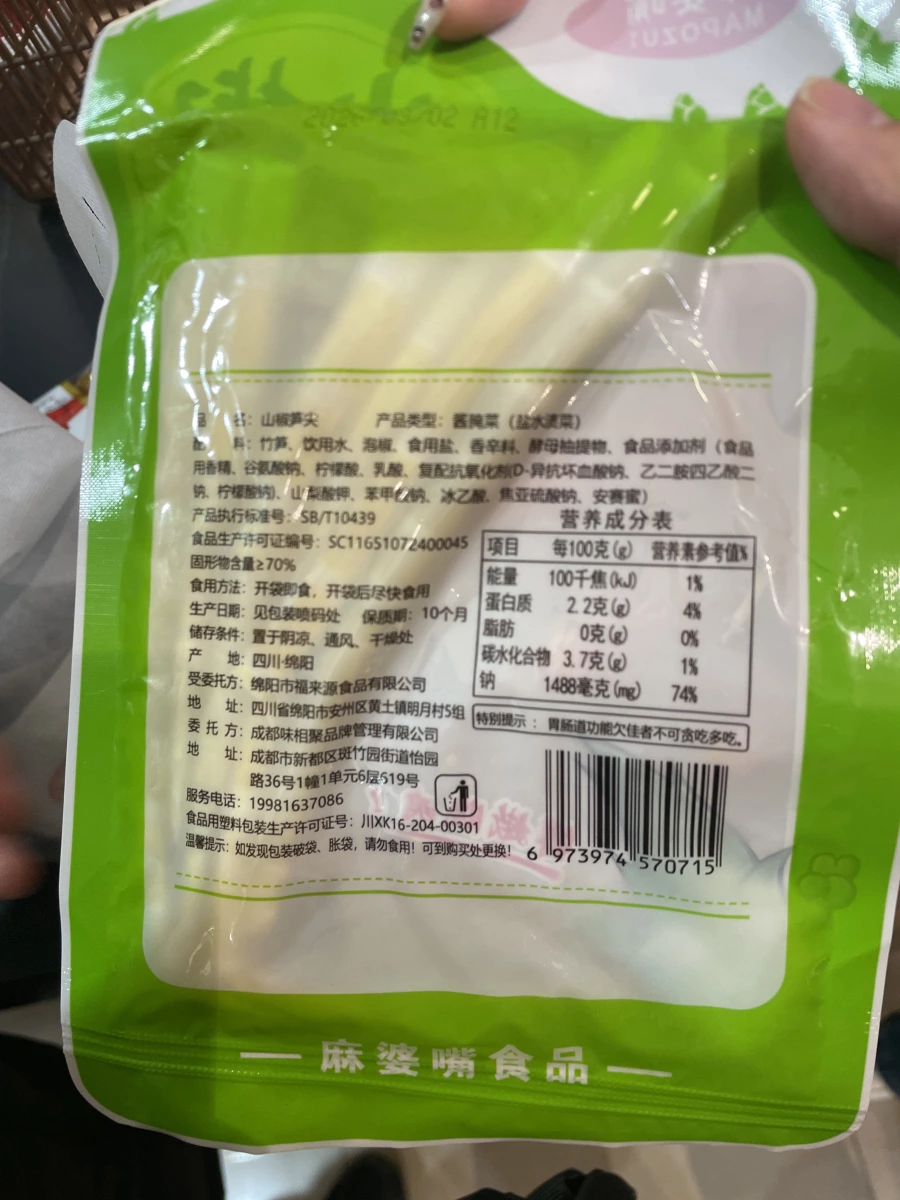 MAPOZUI
02 A12
品 名：山椒笋尖 产品类型：酱腌菜（盐水渍菜）
配 料：竹笋、饮用水、泡椒、食用盐、香辛料、酵母抽提物、食品添加剂（食品
用香精、谷氨酸钠、柠檬酸、乳酸、复配抗氧化剂(D-异抗坏血酸钠、乙二胺四乙酸二
钠、柠檬酸钠)、山梨酸钾、苯甲酸钠、冰乙酸、焦亚硫酸钠、安赛蜜）
产品执行标准号：SB/T10439
食品生产许可证编号：SC11651072400045
固形物含量≥70%
食用方法：开袋即食，开袋后尽快食用
生产日期：见包装喷码处 保质期：10个月
储存条件：置于阴凉、通风、干燥处
产 地：四川·绵阳
受委托方：绵阳市福来源食品有限公司
地 址：四川省绵阳市安州区黄土镇明月村5组
委 托 方：成都味相聚品牌管理有限公司
地 址：成都市新都区斑竹园街道怡园
路36号1幢1单元6层619号
服务电话：19981637086
食品用塑料包装生产许可证号：川XK16-204-00301
温馨提示：如发现包装破袋、胀袋，请勿食用！可到购买处更换！
营养成分表
项目 每100克(g) 营养素参考值%
能量 100千焦(kJ) 1%
蛋白质 2.2克(g) 4%
脂肪 0克(g) 0%
碳水化合物 3.7克(g) 1%
钠 1488毫克(mg) 74%
特别提示：胃肠道功能欠佳者不可贪吃多吃。
6 973974 570715
麻婆嘴食品